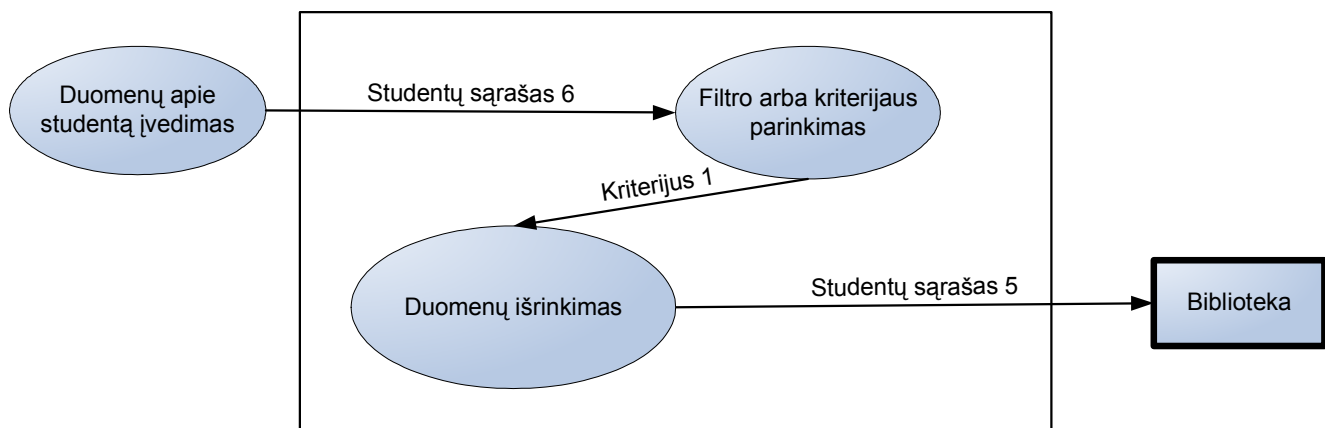 Duomenų apie
studentą įvedimas
Studentų sąrašas 6
Filtro arba kriterijaus
parinkimas
Kriterijus 1
Duomenų išrinkimas
Studentų sąrašas 5
Biblioteka